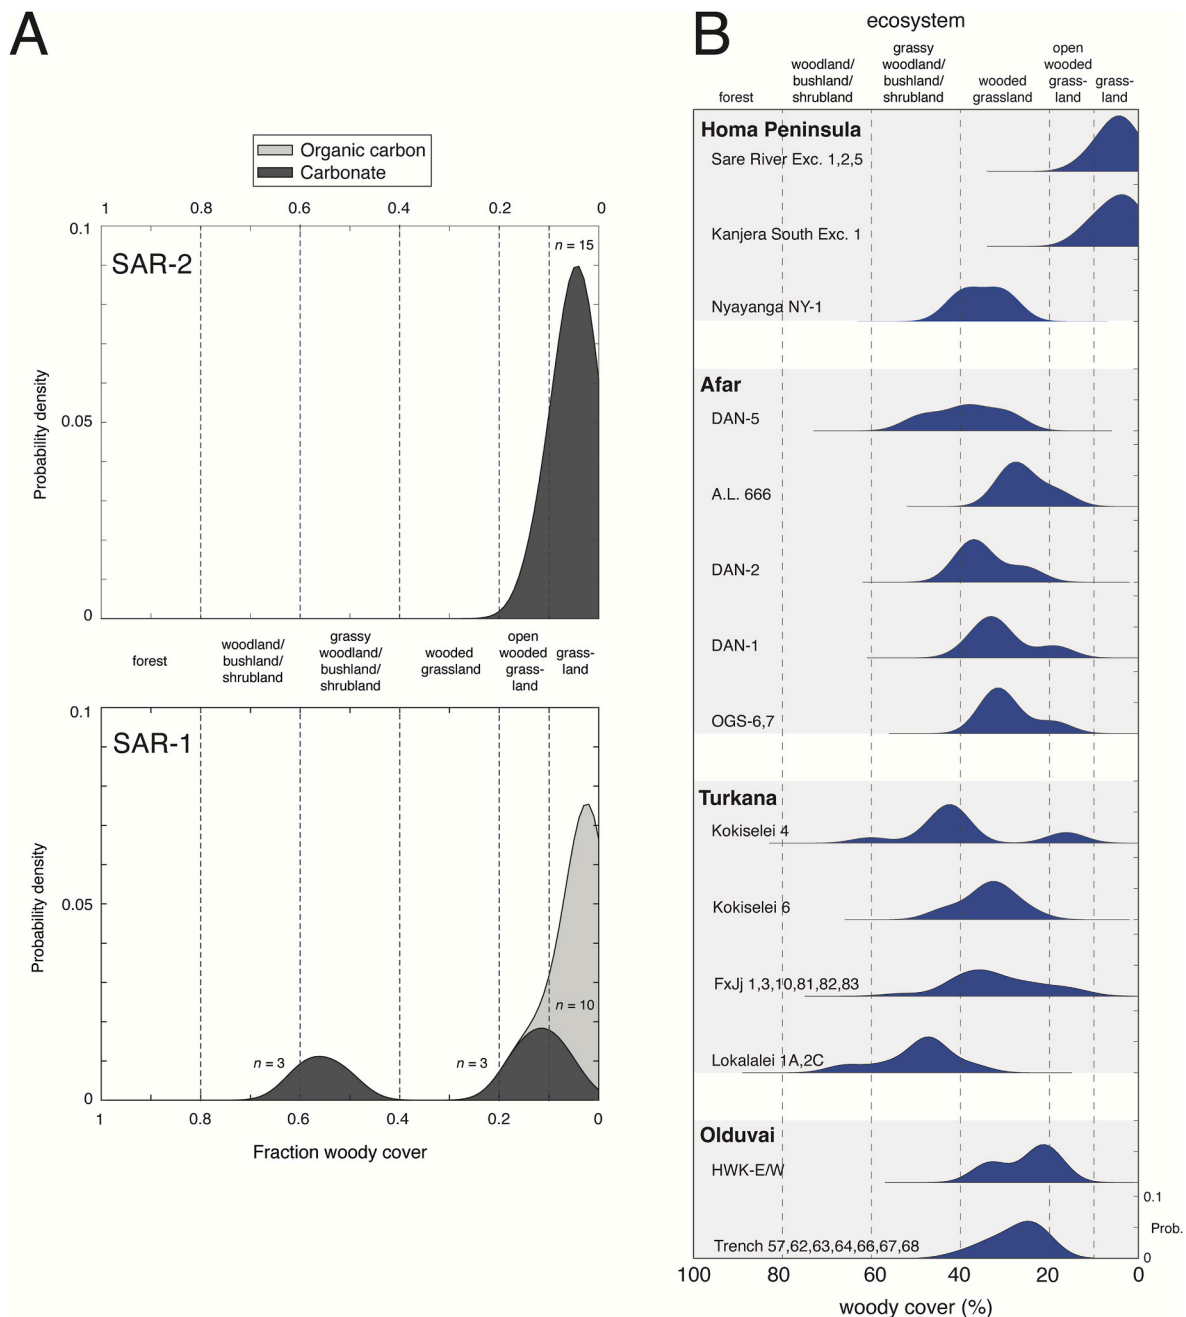 A
Organic carbon
Carbonate
1 0.8 0.6 0.4 0.2 0
0.1
SAR-2
n = 15
Probability density
0.05
0
forest
woodland/
bushland/
shrubland
grassy
woodland/
bushland/
shrubland
wooded
grassland
open
wooded
grass-
land
grass-
land
0.1
SAR-1
Probability density
0.05
n = 10
n = 3
n = 3
0
1 0.8 0.6 0.4 0.2 0
Fraction woody cover
B
ecosystem
forest
woodland/
bushland/
shrubland
grassy
woodland/
bushland/
shrubland
wooded
grassland
open
wooded
grass-
land
grass-
land
Homa Peninsula
Sare River Exc. 1,2,5
Kanjera South Exc. 1
Nyayanga NY-1
Afar
DAN-5
A.L. 666
DAN-2
DAN-1
OGS-6,7
Turkana
Kokiselei 4
Kokiselei 6
FxJj 1,3,10,81,82,83
Lokalalei 1A,2C
Olduvai
HWK-E/W
0.1
Prob.
Trench 57,62,63,64,66,67,68
0
100 80 60 40 20 0
woody cover (%)